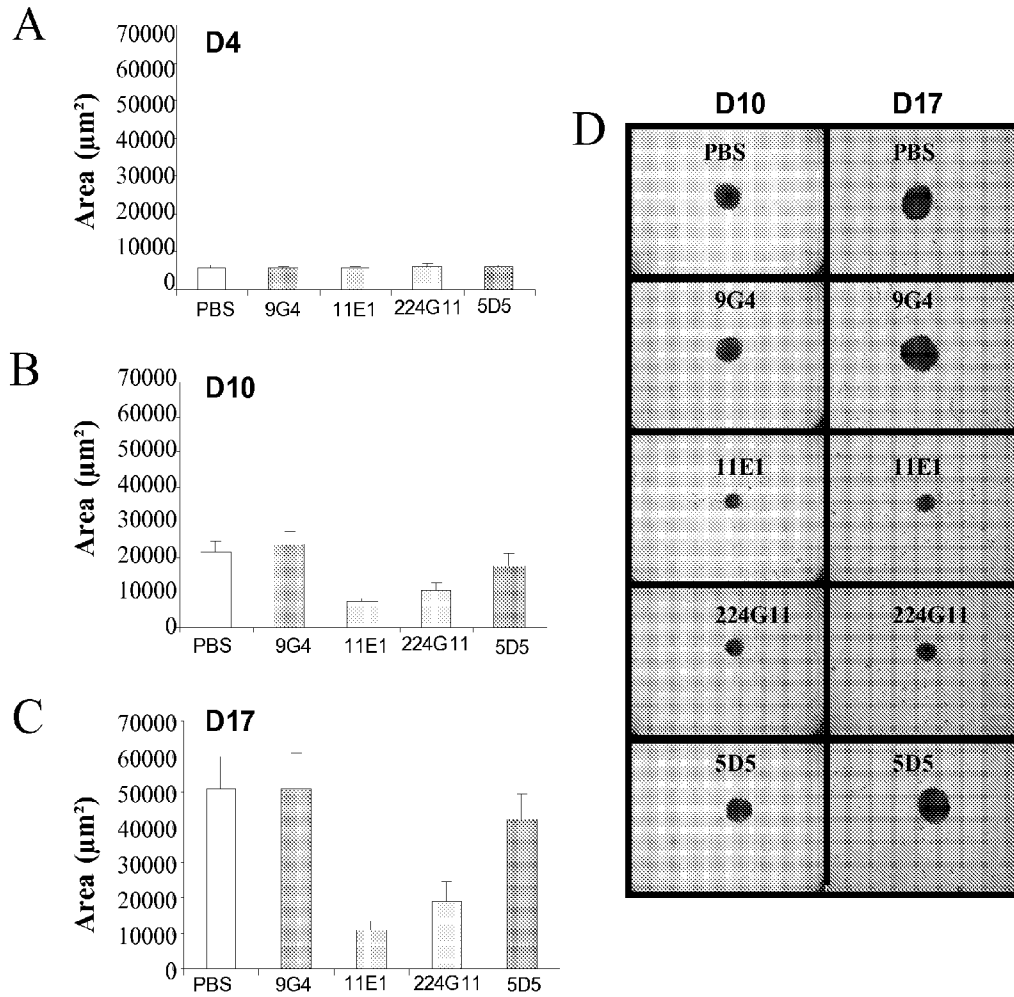 A
D4
Area (µm²)
70000
60000
50000
40000
30000
20000
10000
0
PBS 9G4 11E1 224G11 5D5
B
D10
Area (µm²)
70000
60000
50000
40000
30000
20000
10000
0
PBS 9G4 11E1 224G11 5D5
C
D17
Area (µm²)
70000
60000
50000
40000
30000
20000
10000
0
PBS 9G4 11E1 224G11 5D5
D
D10 D17
PBS PBS
9G4 9G4
11E1 11E1
224G11 224G11
5D5 5D5